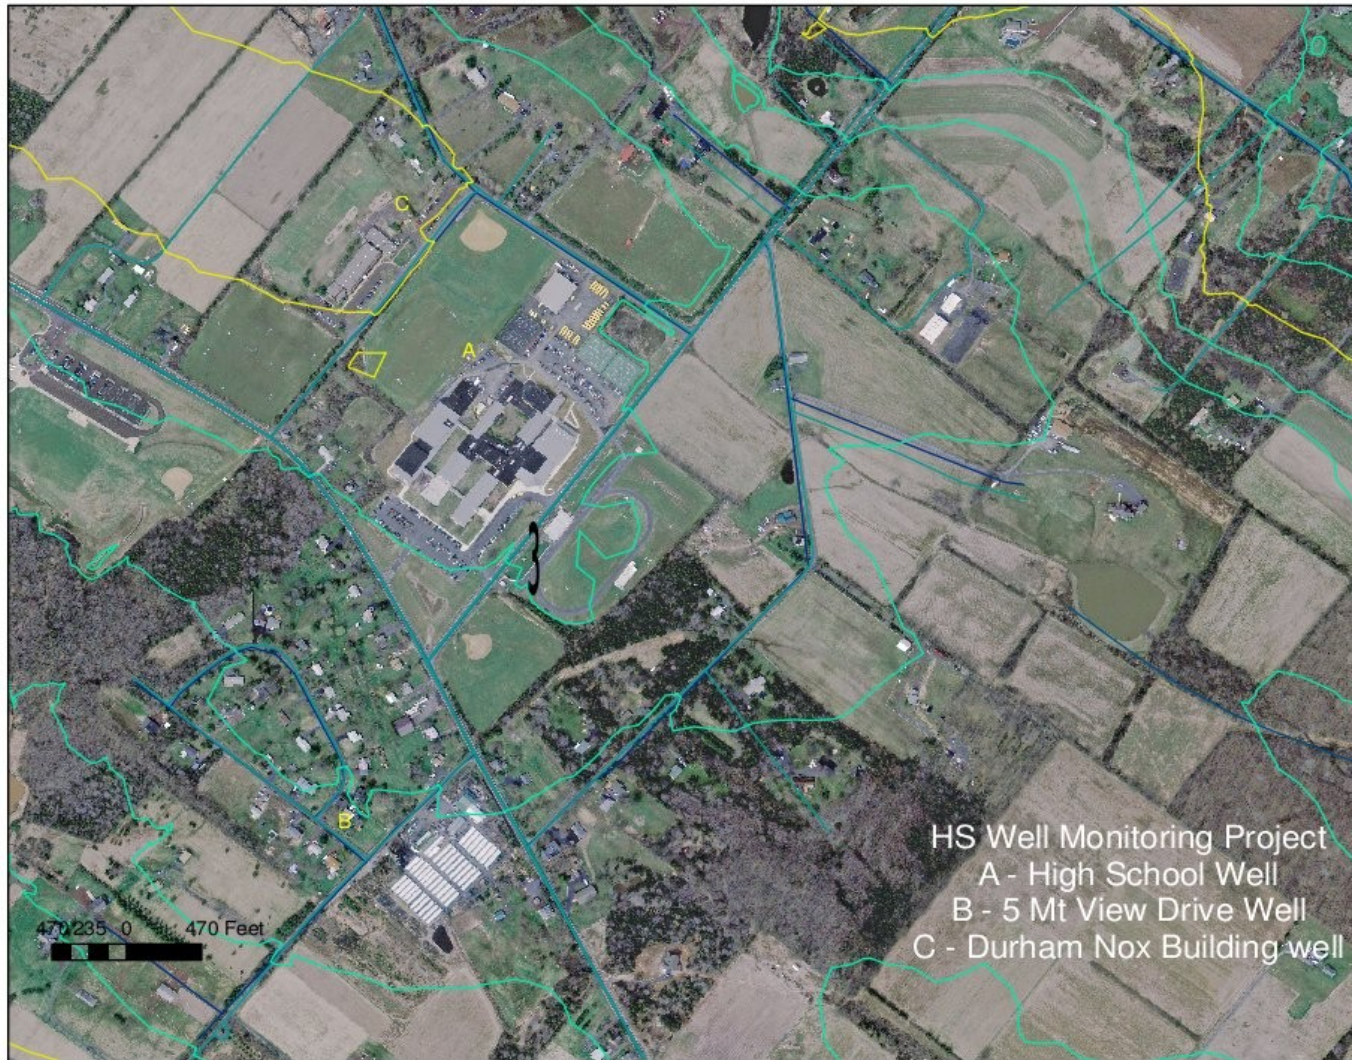 C
A
3
B
HS Well Monitoring Project
A - High School Well
B - 5 Mt View Drive Well
C - Durham Nox Building well
470 235 0 470 Feet